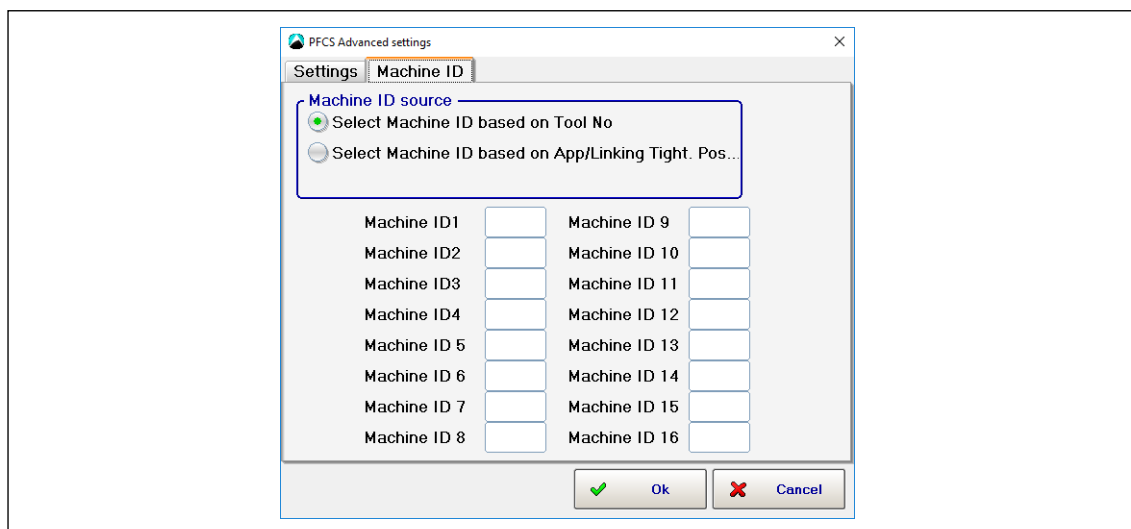 PFCS Advanced settings
Settings Machine ID
Machine ID source
Select Machine ID based on Tool No
Select Machine ID based on App/Linking Tight. Pos...
Machine ID1 Machine ID 9
Machine ID2 Machine ID 10
Machine ID3 Machine ID 11
Machine ID4 Machine ID 12
Machine ID 5 Machine ID 13
Machine ID 6 Machine ID 14
Machine ID 7 Machine ID 15
Machine ID 8 Machine ID 16
Ok Cancel